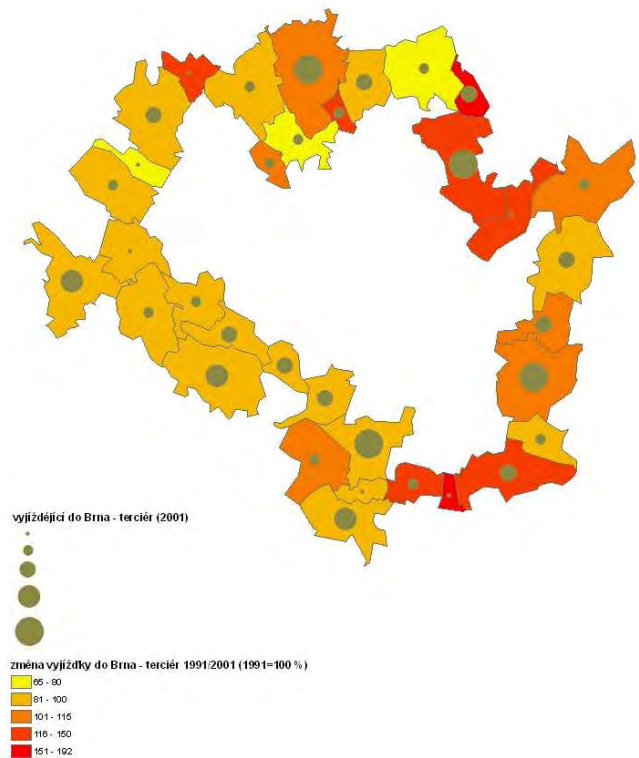 vyjíždějící do Brna - terciér (2001)
změna vyjížďky do Brna - terciér 1991/2001 (1991=100 %)
65 - 80
81 - 100
101 - 115
116 - 150
151 - 192